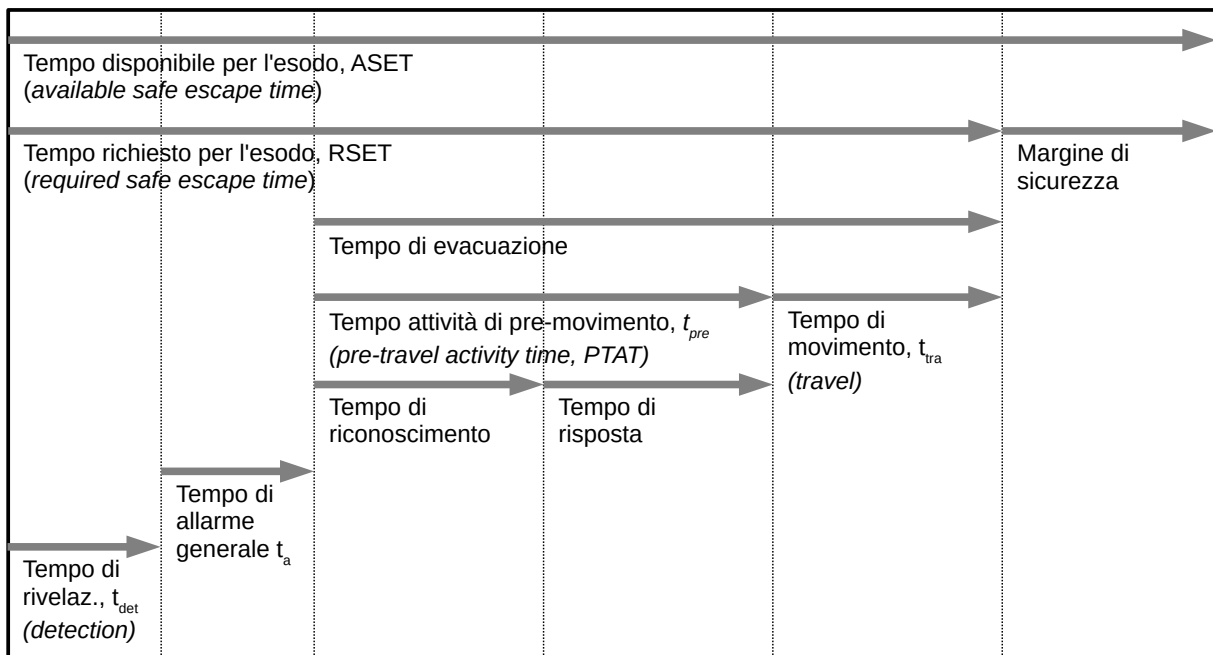 Tempo disponibile per l'esodo, ASET
(available safe escape time)
Tempo richiesto per l'esodo, RSET
(required safe escape time)
Margine di
sicurezza
Tempo di evacuazione
Tempo attività di pre-movimento, tpre
(pre-travel activity time, PTAT)
Tempo di
movimento, ttra
(travel)
Tempo di
riconoscimento
Tempo di
risposta
Tempo di
allarme
generale ta
Tempo di
rivelaz., tdet
(detection)